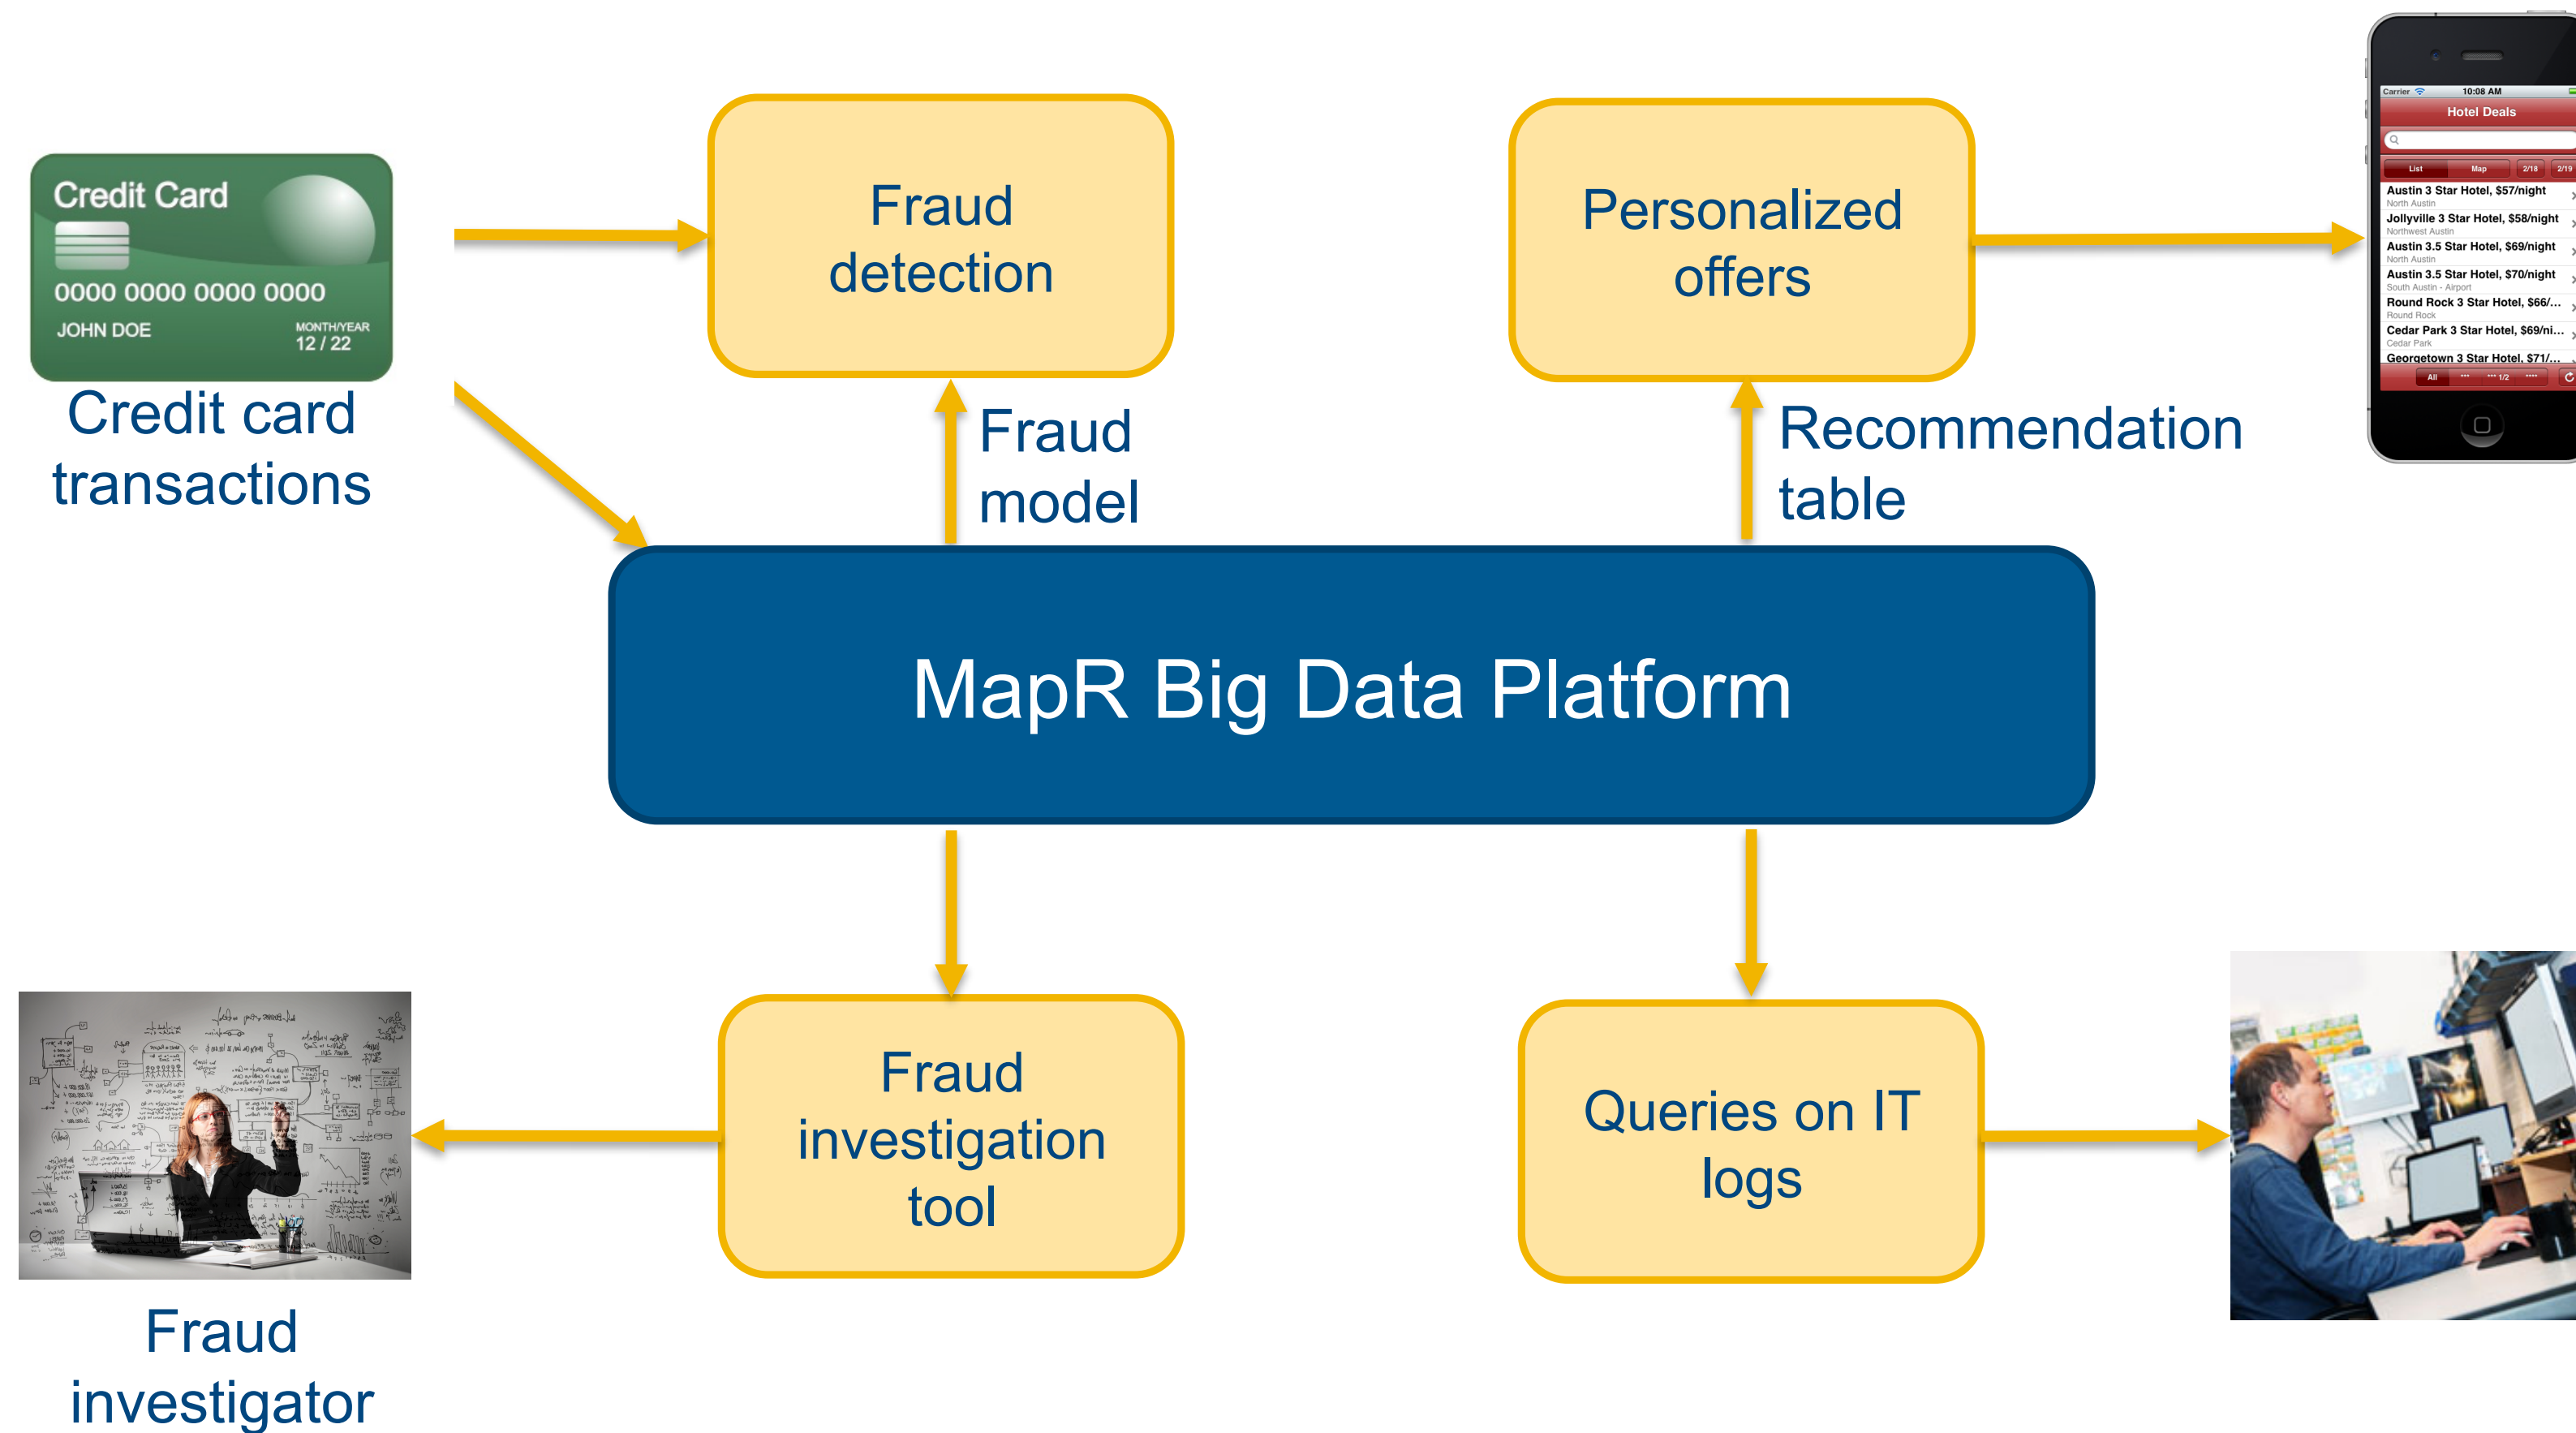 Credit Card
0000 0000 0000 0000
JOHN DOE
MONTH/YEAR
12 / 22
Credit card
transactions
Fraud
detection
Fraud
model
Personalized
offers
Recommendation
table
Carrier
10:08 AM
Hotel Deals
List
Map
2/18
2/19
Austin 3 Star Hotel, $57/night
North Austin
Jollyville 3 Star Hotel, $58/night
Northwest Austin
Austin 3.5 Star Hotel, $69/night
North Austin
Austin 3.5 Star Hotel, $70/night
South Austin - Airport
Round Rock 3 Star Hotel, $66/...
Round Rock
Cedar Park 3 Star Hotel, $69/ni...
Cedar Park
Georgetown 3 Star Hotel, $71/...
All
***
*** 1/2
****
MapR Big Data Platform
Fraud
investigation
tool
Queries on IT
logs
Fraud
investigator